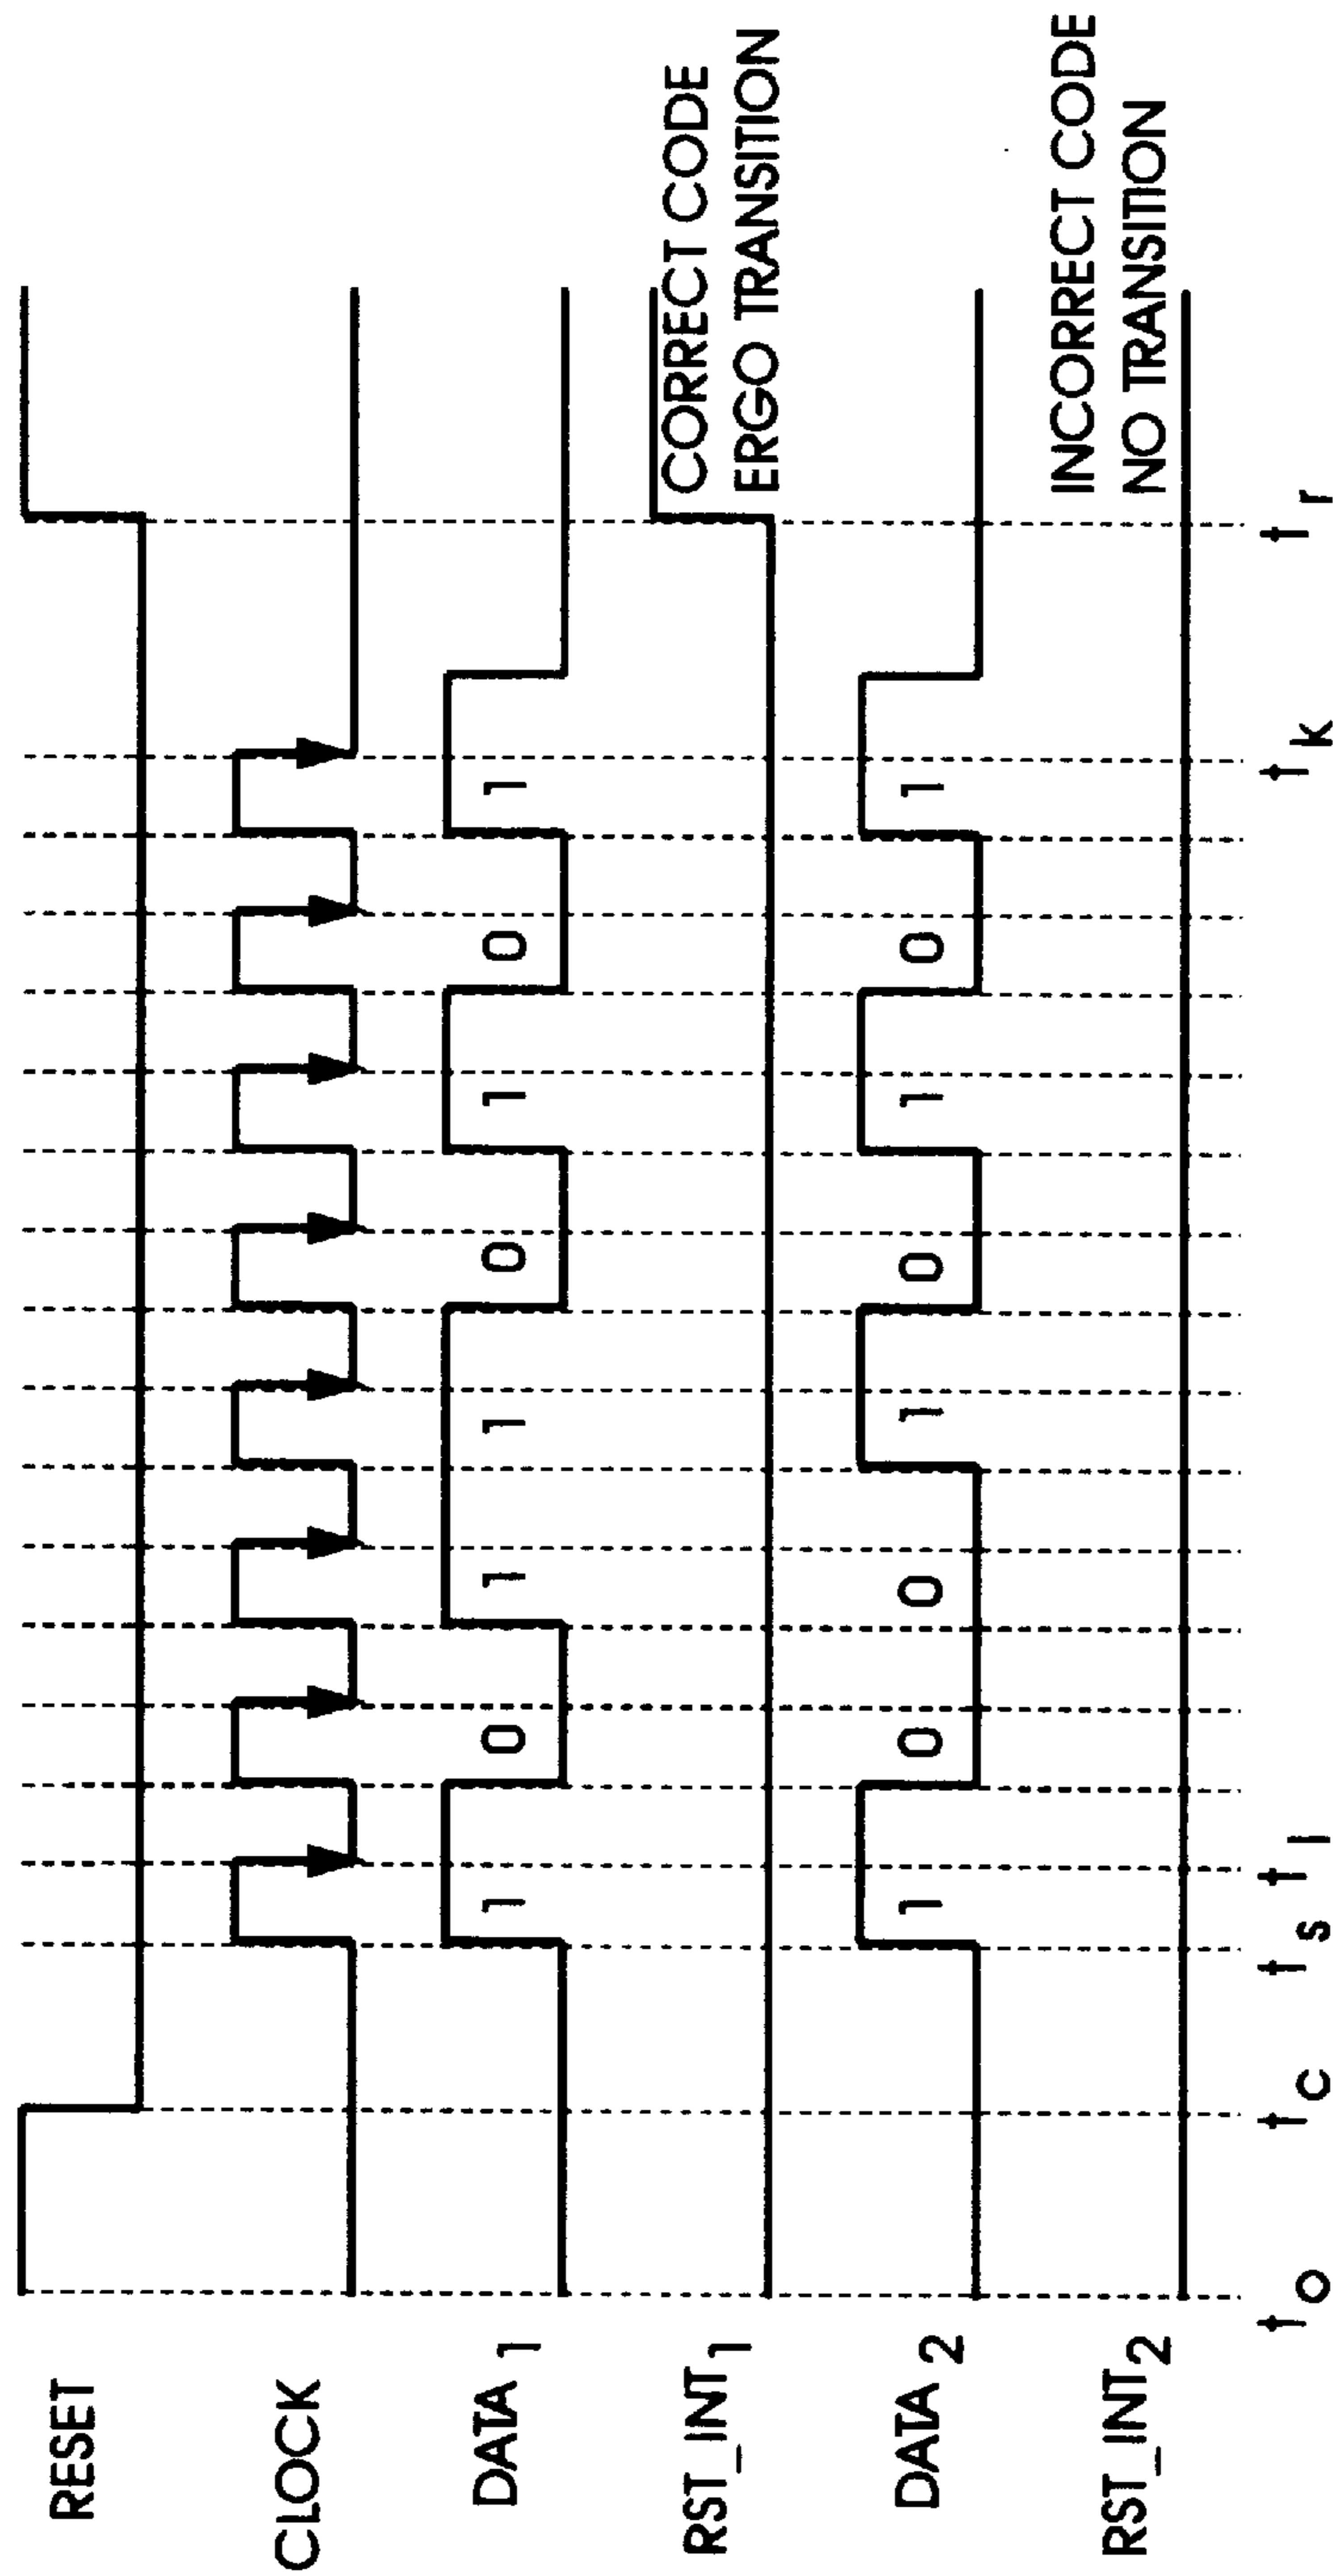 RESET
CLOCK
DATA 1
1 0 1 1 0 1 0 1
RST_INT1
CORRECT CODE
ERGO TRANSITION
DATA 2
1 0 0 1 0 1 0 1
INCORRECT CODE
NO TRANSITION
RST_INT2
to tc ts tl tk tr